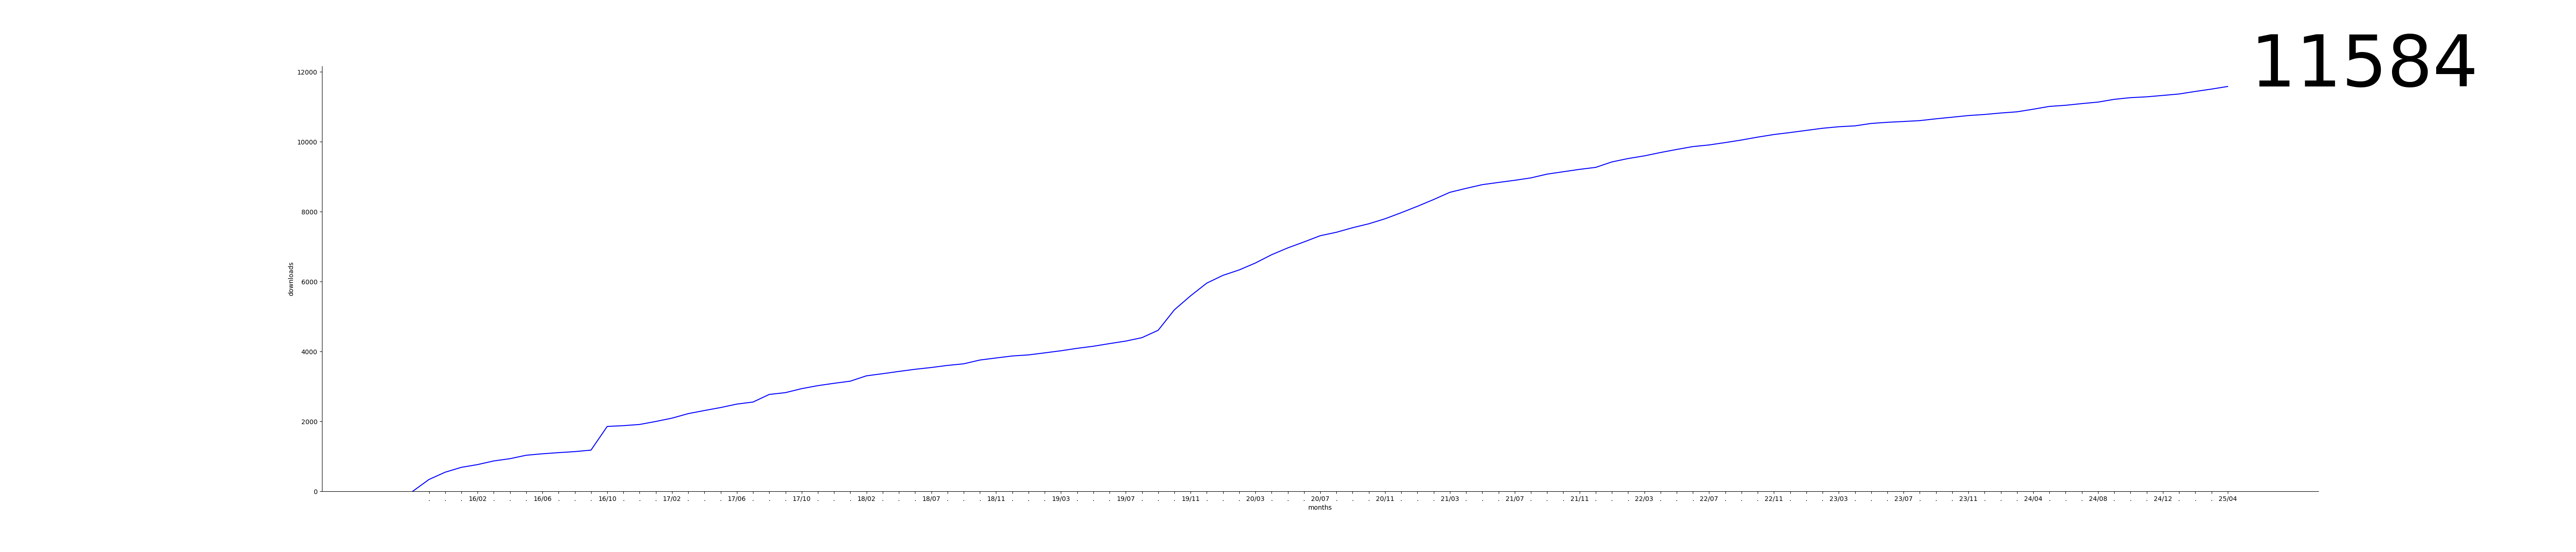 11584
12000
10000
8000
6000
4000
2000
0
downloads
. . . 16/02 . . . 16/06 . . . 16/10 . . . 17/02 . . . 17/06 . . . 17/10 . . . 18/02 . . . 18/07 . . . 18/11 . . . 19/03 . . . 19/07 . . . 19/11 . . . 20/03 . . . 20/07 . . . 20/11 . . . 21/03 . . . 21/07 . . . 21/11 . . . 22/03 . . . 22/07 . . . 22/11 . . . 23/03 . . . 23/07 . . . 23/11 . . . 24/04 . . . 24/08 . . . 24/12 . . . 25/04
months